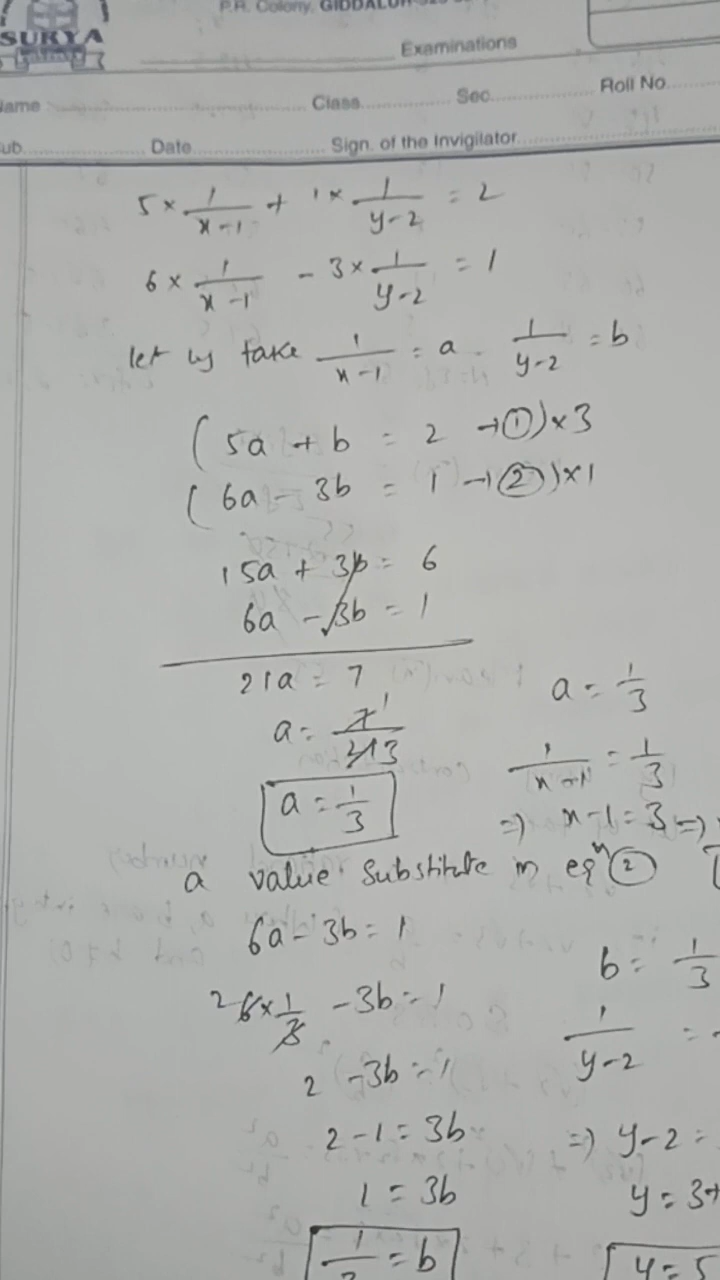 SURYA
P.R. Colony, GIDDALUR
Examinations
Name
Class
Sec
Roll No
Sub
Date
Sign. of the Invigilator
5 × 1/(x-1) + 1 × 1/(y-2) = 2
6 × 1/(x-1) - 3 × 1/(y-2) = 1
let us take 1/(x-1) = a . 1/(y-2) = b
(5a + b = 2 → ①) × 3
(6a - 3b = 1 → ②) × 1
15a + 3b = 6
6a - 3b = 1
21a = 7
a = 7/21 1/3
a = 1/3
a = 1/3
1/(x-1) = 1/3
⇒ x-1 = 3 ⇒
a value substitute in eqⁿ ②
6a - 3b = 1
2 6 × 1/3 - 3b = 1
2 - 3b = 1
2 - 1 = 3b
1 = 3b
1/3 = b
b = 1/3
1/(y-2) =
⇒ y-2 =
y = 3+
y = 5